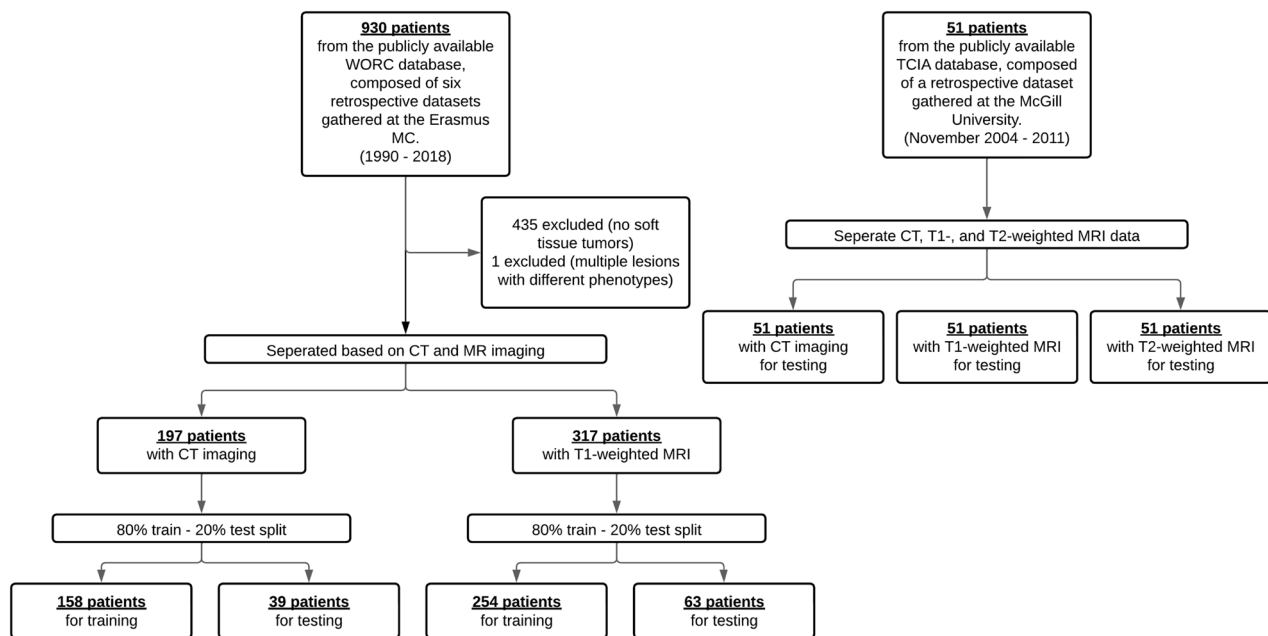 930 patients
from the publicly available
WORC database,
composed of six
retrospective datasets
gathered at the Erasmus
MC.
(1990 - 2018)
51 patients
from the publicly available
TCIA database, composed
of a retrospective dataset
gathered at the McGill
University.
(November 2004 - 2011)
435 excluded (no soft
tissue tumors)
1 excluded (multiple lesions
with different phenotypes)
Seperate CT, T1-, and T2-weighted MRI data
51 patients
with CT imaging
for testing
51 patients
with T1-weighted MRI
for testing
51 patients
with T2-weighted MRI
for testing
Seperated based on CT and MR imaging
197 patients
with CT imaging
317 patients
with T1-weighted MRI
80% train - 20% test split
80% train - 20% test split
158 patients
for training
39 patients
for testing
254 patients
for training
63 patients
for testing